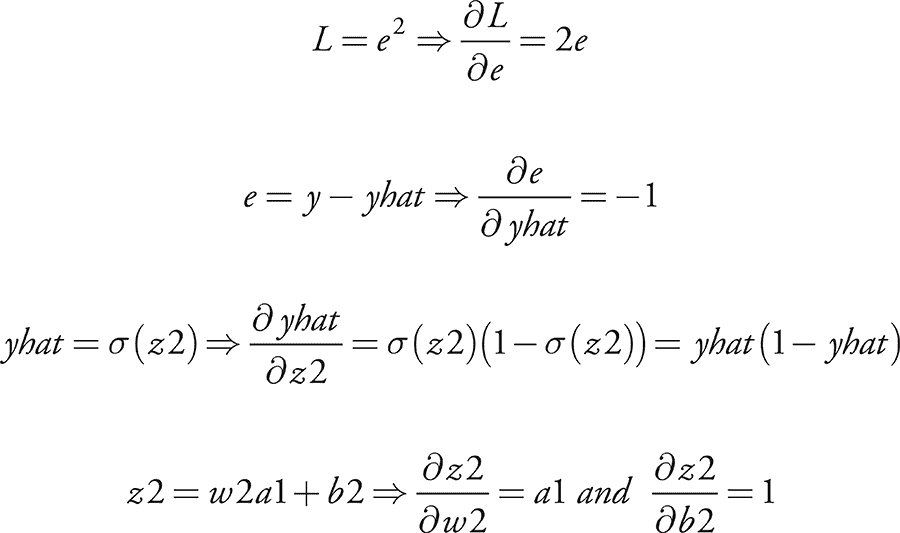 L = e² ⇒ ∂L/∂e = 2e
e = y − yhat ⇒ ∂e/∂yhat = −1
yhat = σ(z2) ⇒ ∂yhat/∂z2 = σ(z2)(1−σ(z2)) = yhat(1− yhat)
z2 = w2a1 + b2 ⇒ ∂z2/∂w2 = a1 and ∂z2/∂b2 = 1